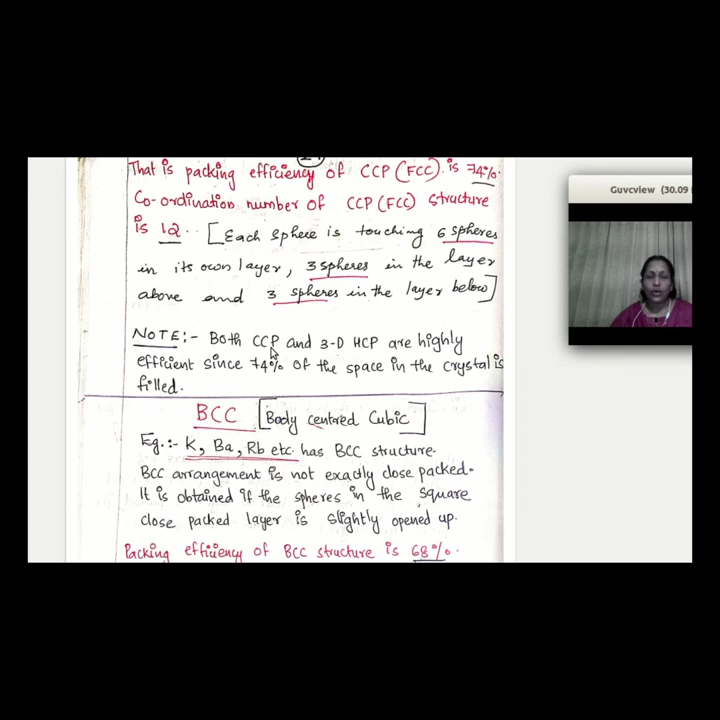 That is packing efficiency of CCP (FCC) is 74%.
Co-ordination number of CCP (FCC) structure
is 12. [Each sphere is touching 6 spheres
in its own layer, 3 spheres in the layer
above and 3 spheres in the layer below]
NOTE:- Both CCP and 3-D HCP are highly
efficient since 74% of the space in the crystal is
filled.
BCC [Body centred Cubic]
Eg.:- K, Ba, Rb etc. has BCC structure.
BCC arrangement is not exactly close packed.
It is obtained if the spheres in the square
close packed layer is slightly opened up.
Packing efficiency of BCC structure is 68%.
Guvcview (30.09